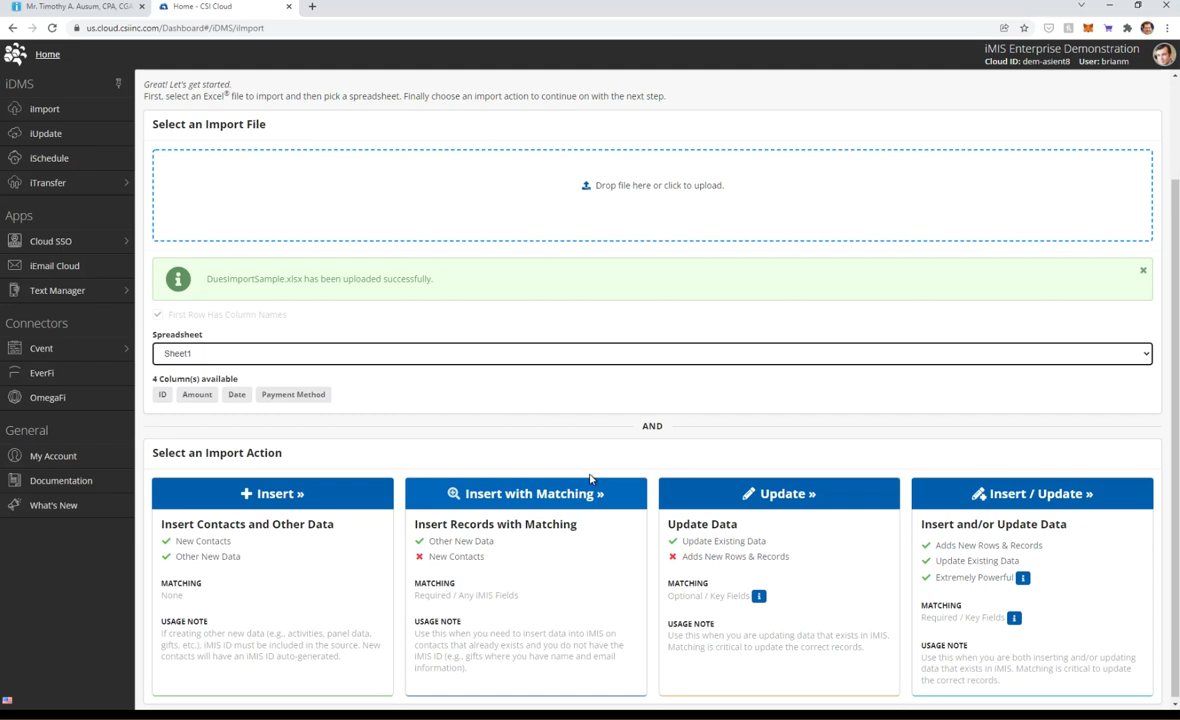 Mr. Timothy A. Ausum, CPA, CGA
Home - CSI Cloud
us.cloud.csiinc.com/Dashboard#/iDMS/iImport
Home
iMIS Enterprise Demonstration
Cloud ID: dem-asient8 User: brianm
iDMS
iImport
iUpdate
iSchedule
iTransfer
Apps
Cloud SSO
iEmail Cloud
Text Manager
Connectors
Cvent
EverFi
OmegaFi
General
My Account
Documentation
What's New
Great! Let's get started.
First, select an Excel® file to import and then pick a spreadsheet. Finally choose an import action to continue on with the next step.
Select an Import File
Drop file here or click to upload.
DuesImportSample.xlsx has been uploaded successfully.
First Row Has Column Names
Spreadsheet
Sheet1
4 Column(s) available
ID Amount Date Payment Method
AND
Select an Import Action
Insert »
Insert Contacts and Other Data
New Contacts
Other New Data
MATCHING
None
USAGE NOTE
If creating other new data (e.g., activities, panel data,
gifts, etc.), iMIS ID must be included in the source. New
contacts will have an iMIS ID auto-generated.
Insert with Matching »
Insert Records with Matching
Other New Data
New Contacts
MATCHING
Required / Any iMIS Fields
USAGE NOTE
Use this when you need to insert data into iMIS on
contacts that already exists and you do not have the
iMIS ID (e.g., gifts where you have name and email
information).
Update »
Update Data
Update Existing Data
Adds New Rows & Records
MATCHING
Optional / Key Fields
USAGE NOTE
Use this when you are updating data that exists in iMIS.
Matching is critical to update the correct records.
Insert / Update »
Insert and/or Update Data
Adds New Rows & Records
Update Existing Data
Extremely Powerful
MATCHING
Required / Key Fields
USAGE NOTE
Use this when you are both inserting and/or updating
data that exists in iMIS. Matching is critical to update
the correct records.